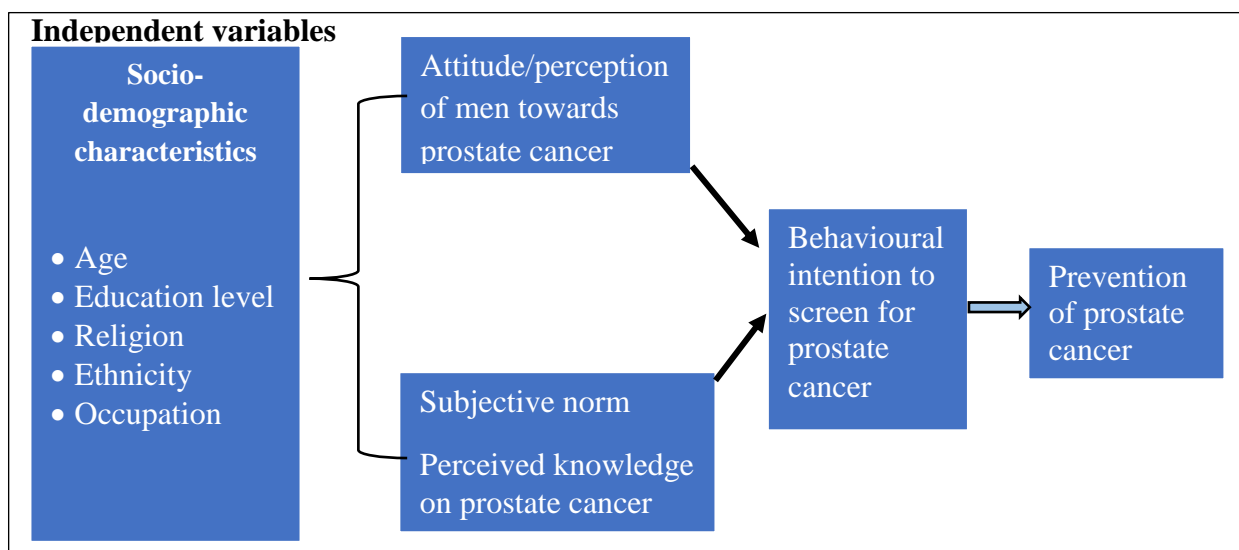 Independent variables
Socio-
demographic
characteristics
• Age
• Education level
• Religion
• Ethnicity
• Occupation
Attitude/perception
of men towards
prostate cancer
Subjective norm
Perceived knowledge
on prostate cancer
Behavioural
intention to
screen for
prostate
cancer
Prevention
of prostate
cancer